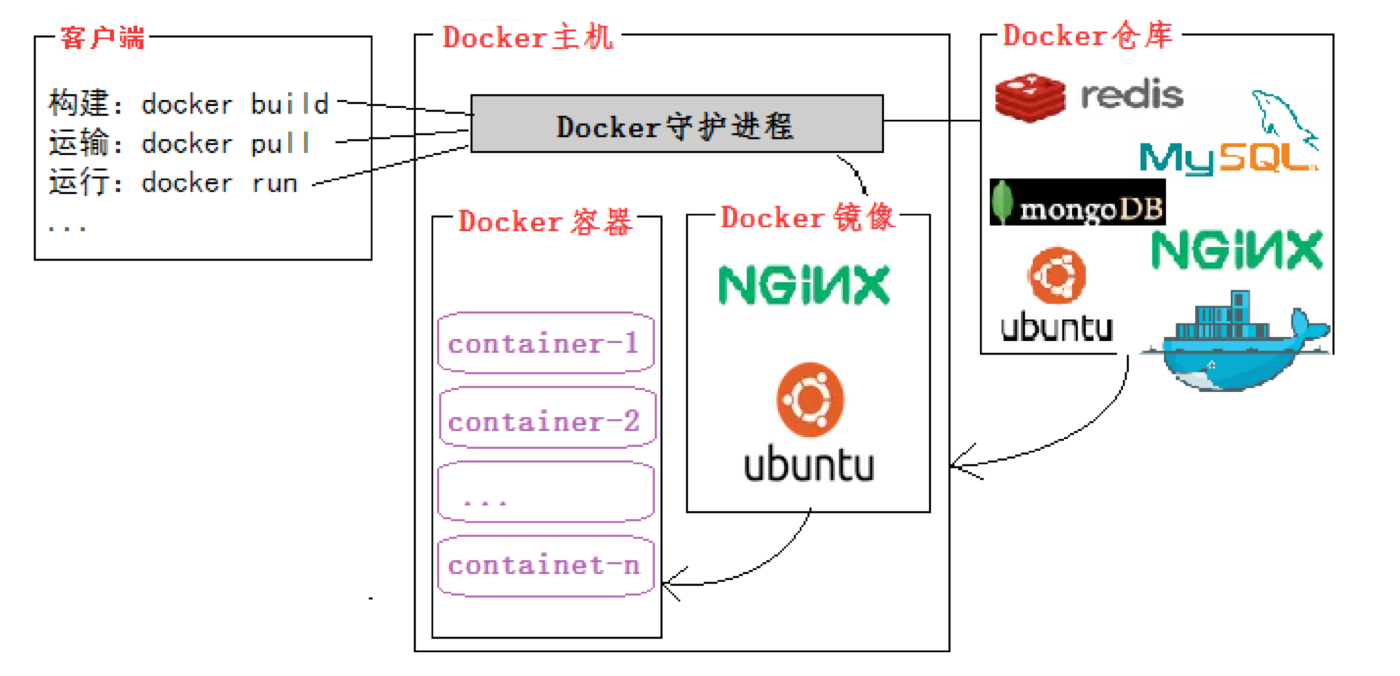 客户端
构建：docker build
运输：docker pull
运行：docker run
...
Docker主机
Docker守护进程
Docker容器
container-1
container-2
...
containet-n
Docker镜像
NGiNX
ubuntu
Docker仓库
redis
MySQL
mongoDB
NGiNX
ubuntu